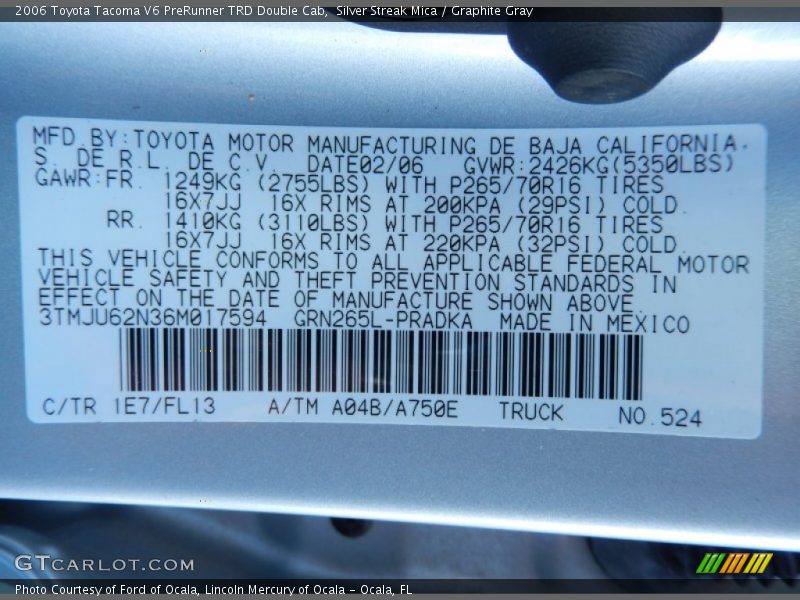 2006 Toyota Tacoma V6 PreRunner TRD Double Cab,  Silver Streak Mica / Graphite Gray
MFD.BY:TOYOTA MOTOR MANUFACTURING DE BAJA CALIFORNIA.
S. DE R.L. DE C.V. DATE02/06 GVWR:2426KG(5350LBS)
GAWR:FR. 1249KG (2755LBS) WITH P265/70R16 TIRES
16X7JJ 16X RIMS AT 200KPA (29PSI) COLD.
RR. 1410KG (3110LBS) WITH P265/70R16 TIRES
16X7JJ 16X RIMS AT 220KPA (32PSI) COLD.
THIS VEHICLE CONFORMS TO ALL APPLICABLE FEDERAL MOTOR
VEHICLE SAFETY AND THEFT PREVENTION STANDARDS IN
EFFECT ON THE DATE OF MANUFACTURE SHOWN ABOVE.
3TMJU62N36M017594 GRN265L-PRADKA MADE IN MEXICO
C/TR 1E7/FL13 A/TM A04B/A750E TRUCK NO.524
GTCARLOT.COM
Photo Courtesy of Ford of Ocala, Lincoln Mercury of Ocala – Ocala, FL